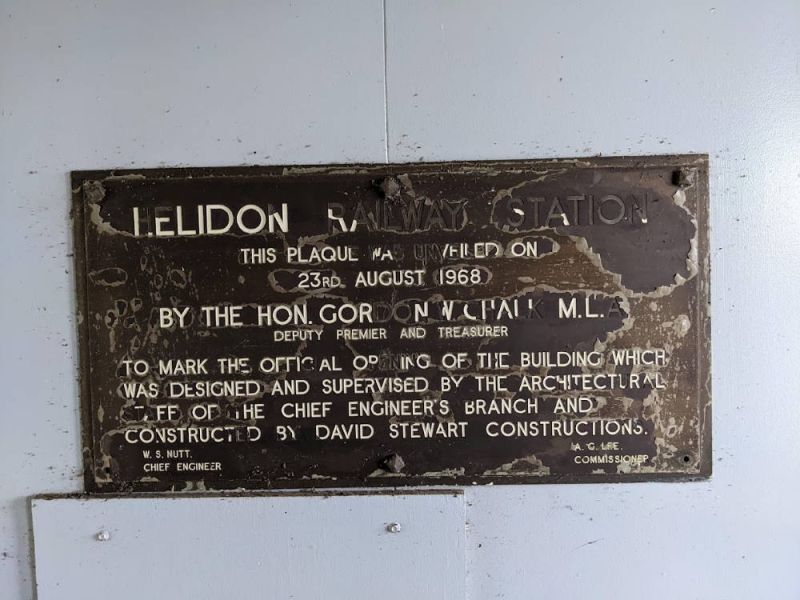 HELIDON RAILWAY STATION
THIS PLAQUE WAS UNVEILED ON
23RD. AUGUST 1968
BY THE HON. GORDON W. CHALK M.L.A.
DEPUTY PREMIER AND TREASURER
TO MARK THE OFFICIAL OPENING OF THE BUILDING WHICH
WAS DESIGNED AND SUPERVISED BY THE ARCHITECTURAL
STAFF OF THE CHIEF ENGINEER'S BRANCH AND
CONSTRUCTED BY DAVID STEWART CONSTRUCTIONS.
W. S. NUTT. A. G. LEE.
CHIEF ENGINEER COMMISSIONER